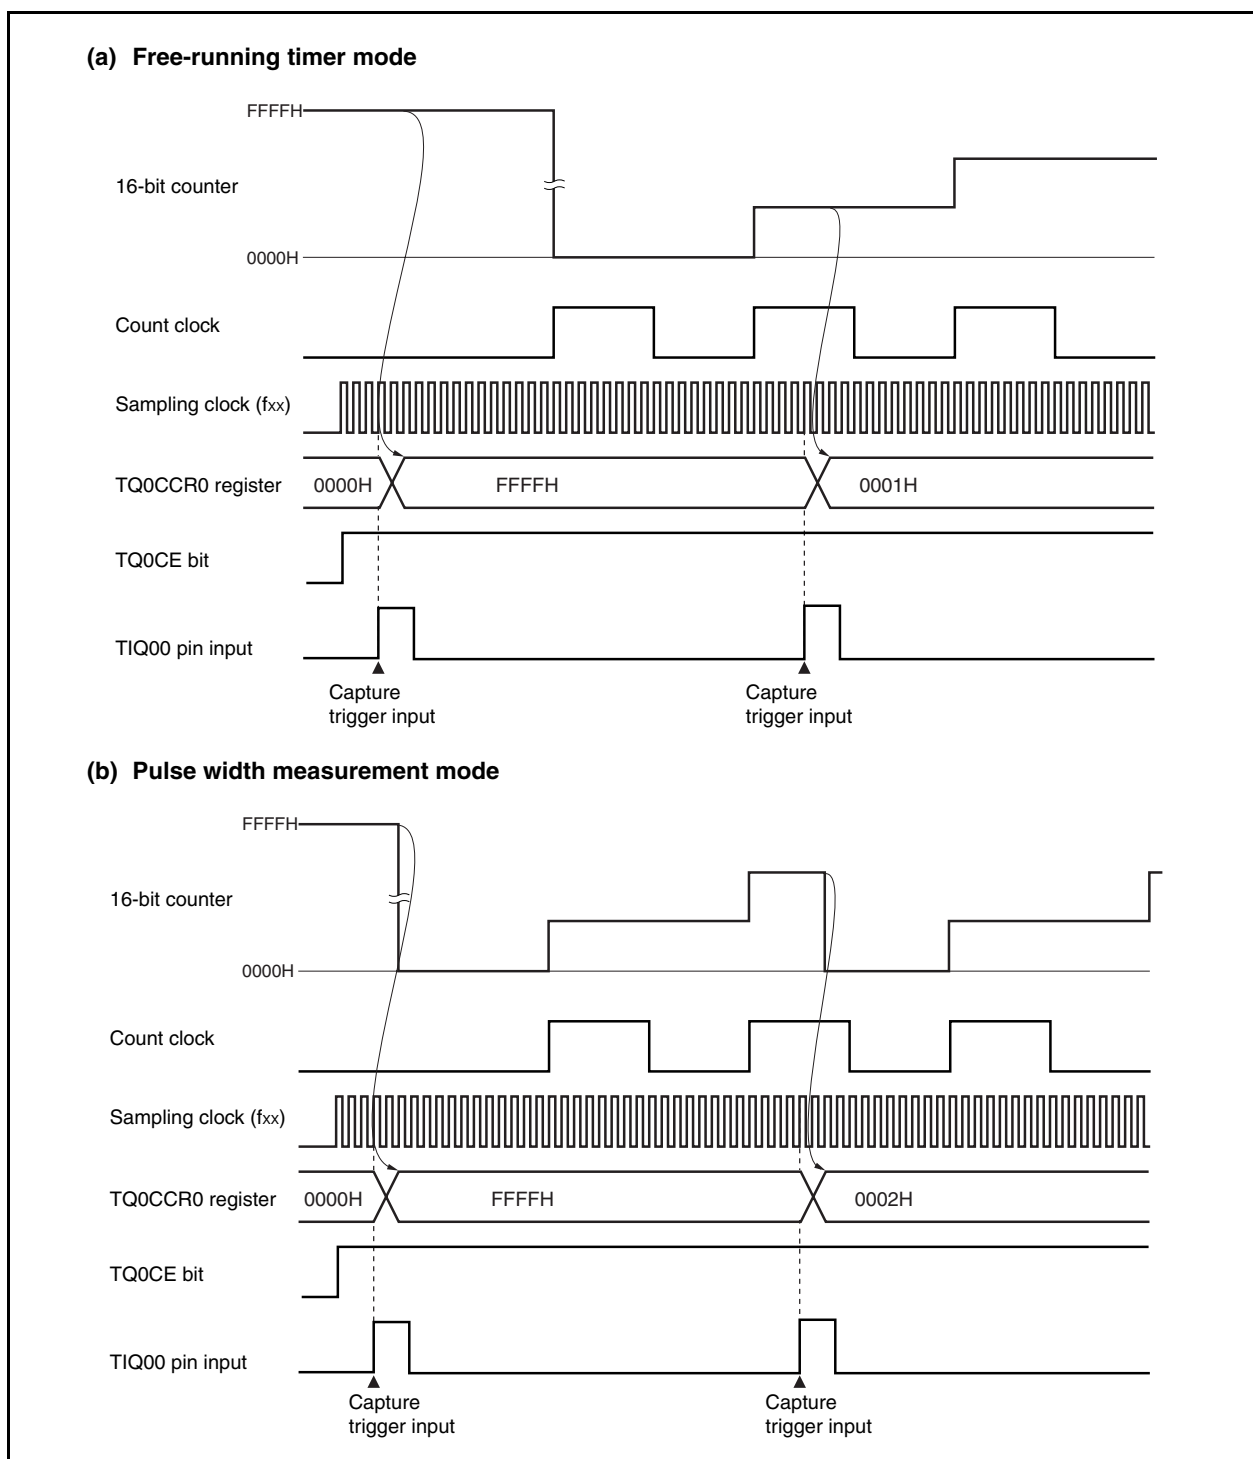 (a) Free-running timer mode
FFFFH
16-bit counter
0000H
Count clock
Sampling clock (fxx)
TQ0CCR0 register
0000H
FFFFH
0001H
TQ0CE bit
TIQ00 pin input
Capture
trigger input
Capture
trigger input
(b) Pulse width measurement mode
FFFFH
16-bit counter
0000H
Count clock
Sampling clock (fxx)
TQ0CCR0 register
0000H
FFFFH
0002H
TQ0CE bit
TIQ00 pin input
Capture
trigger input
Capture
trigger input